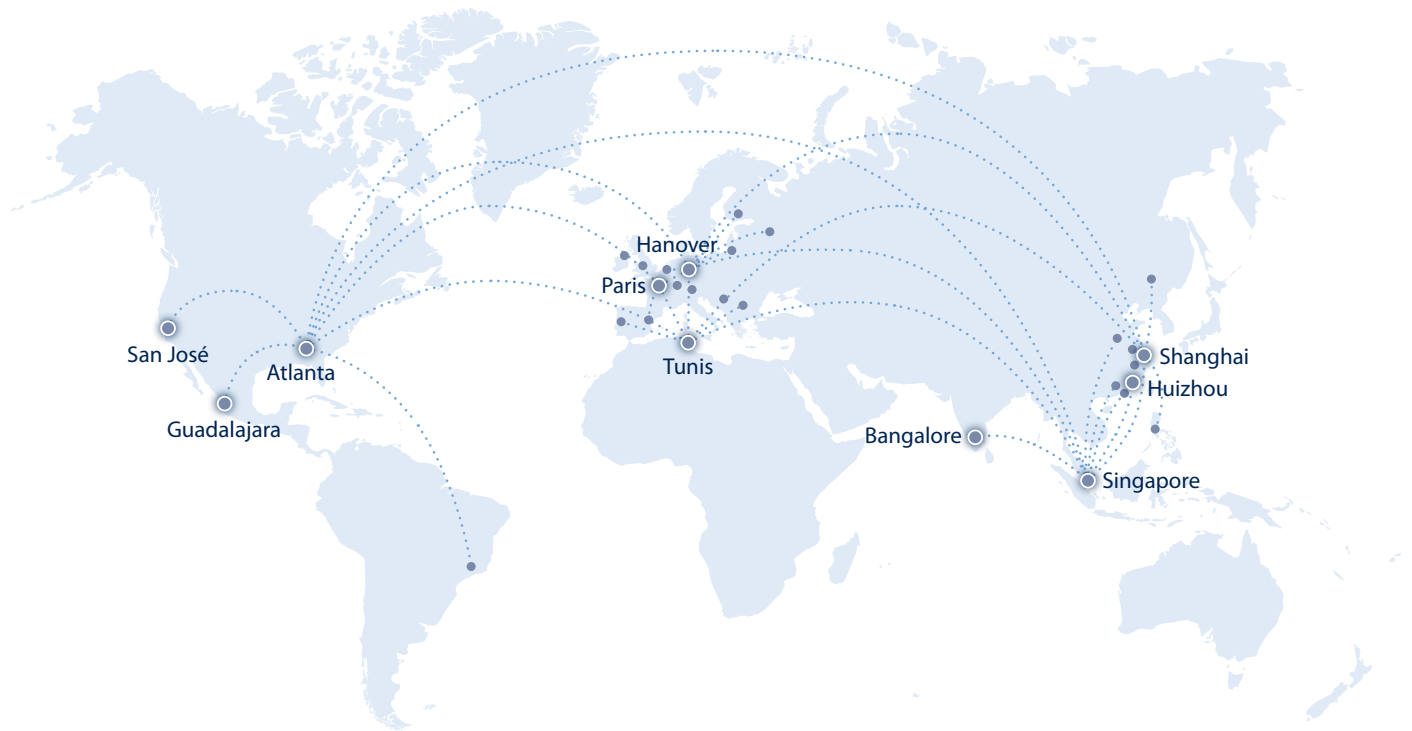 Hanover
Paris
San José
Atlanta
Tunis
Shanghai
Huizhou
Guadalajara
Bangalore
Singapore